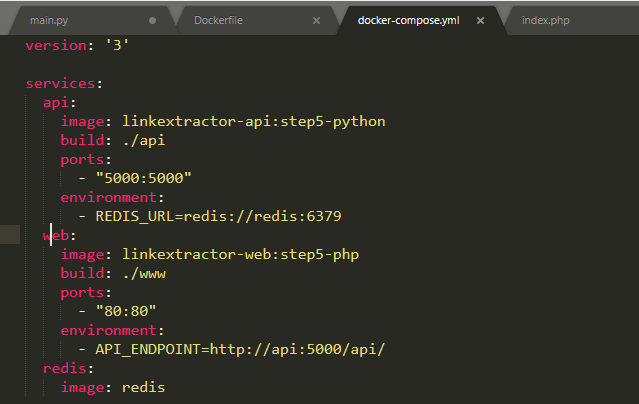 main.py
Dockerfile
docker-compose.yml
index.php
version: '3'

services:
  api:
    image: linkextractor-api:step5-python
    build: ./api
    ports:
      - "5000:5000"
    environment:
      - REDIS_URL=redis://redis:6379
  web:
    image: linkextractor-web:step5-php
    build: ./www
    ports:
      - "80:80"
    environment:
      - API_ENDPOINT=http://api:5000/api/
  redis:
    image: redis